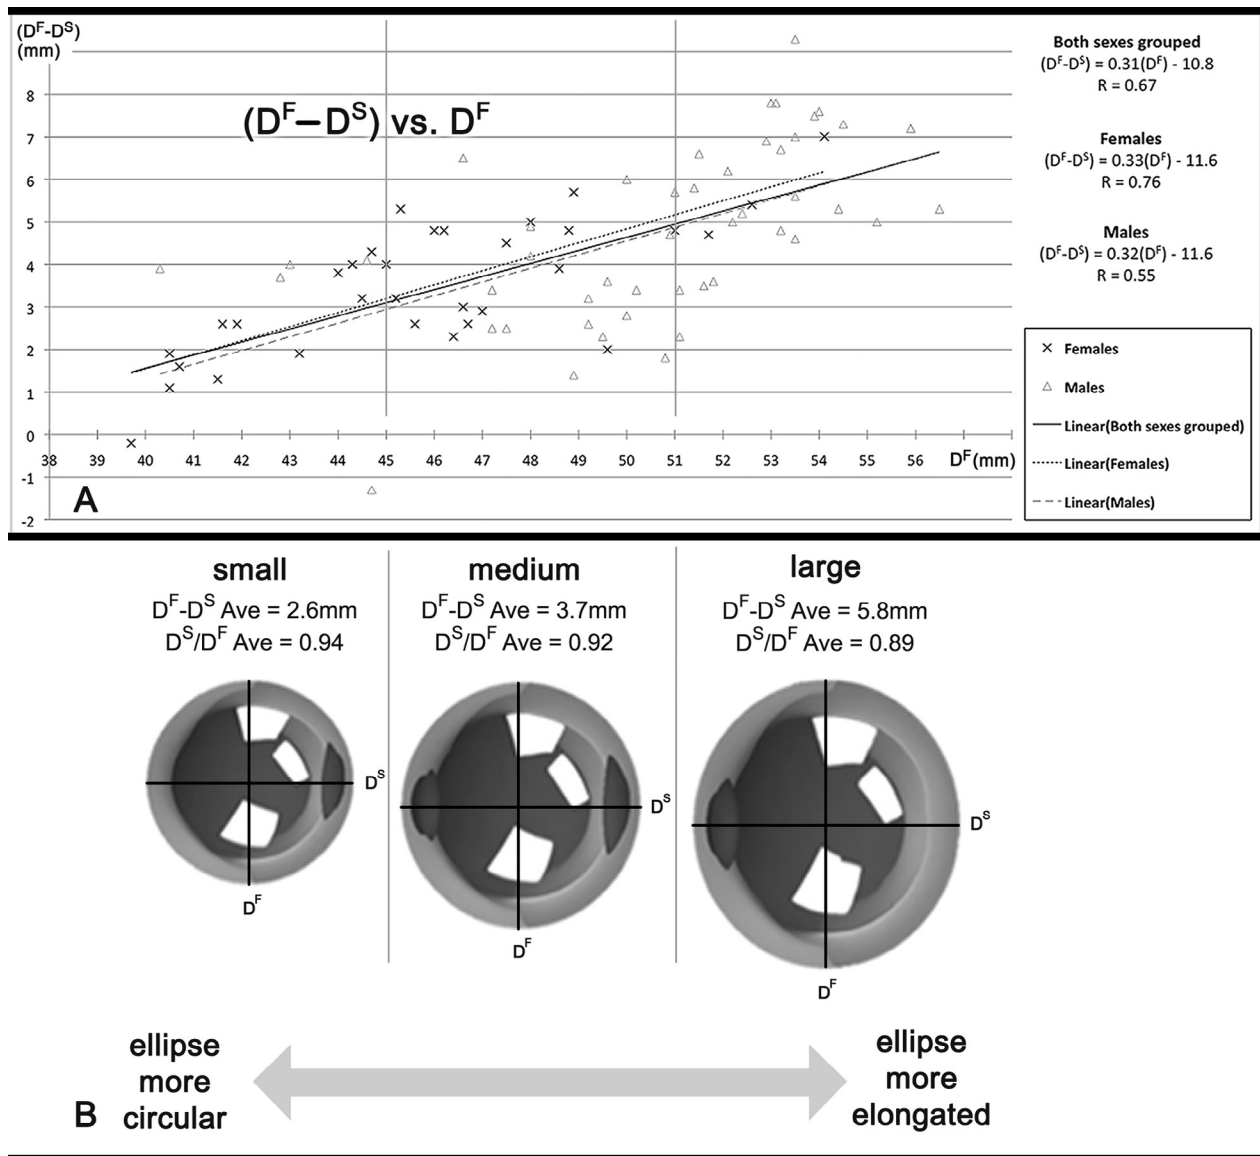 (D^F-D^S)
(mm)
8
7
6
5
4
3
2
1
0
-1
-2
38 39 40 41 42 43 44 45 46 47 48 49 50 51 52 53 54 55 56 D^F(mm)
(D^F–D^S) vs. D^F
A
Both sexes grouped
(D^F-D^S) = 0.31(D^F) - 10.8
R = 0.67
Females
(D^F-D^S) = 0.33(D^F) - 11.6
R = 0.76
Males
(D^F-D^S) = 0.32(D^F) - 11.6
R = 0.55
Females
Males
Linear(Both sexes grouped)
Linear(Females)
Linear(Males)
small
D^F-D^S Ave = 2.6mm
D^S/D^F Ave = 0.94
D^S
D^F
medium
D^F-D^S Ave = 3.7mm
D^S/D^F Ave = 0.92
D^S
D^F
large
D^F-D^S Ave = 5.8mm
D^S/D^F Ave = 0.89
D^S
D^F
B
ellipse
more
circular
ellipse
more
elongated